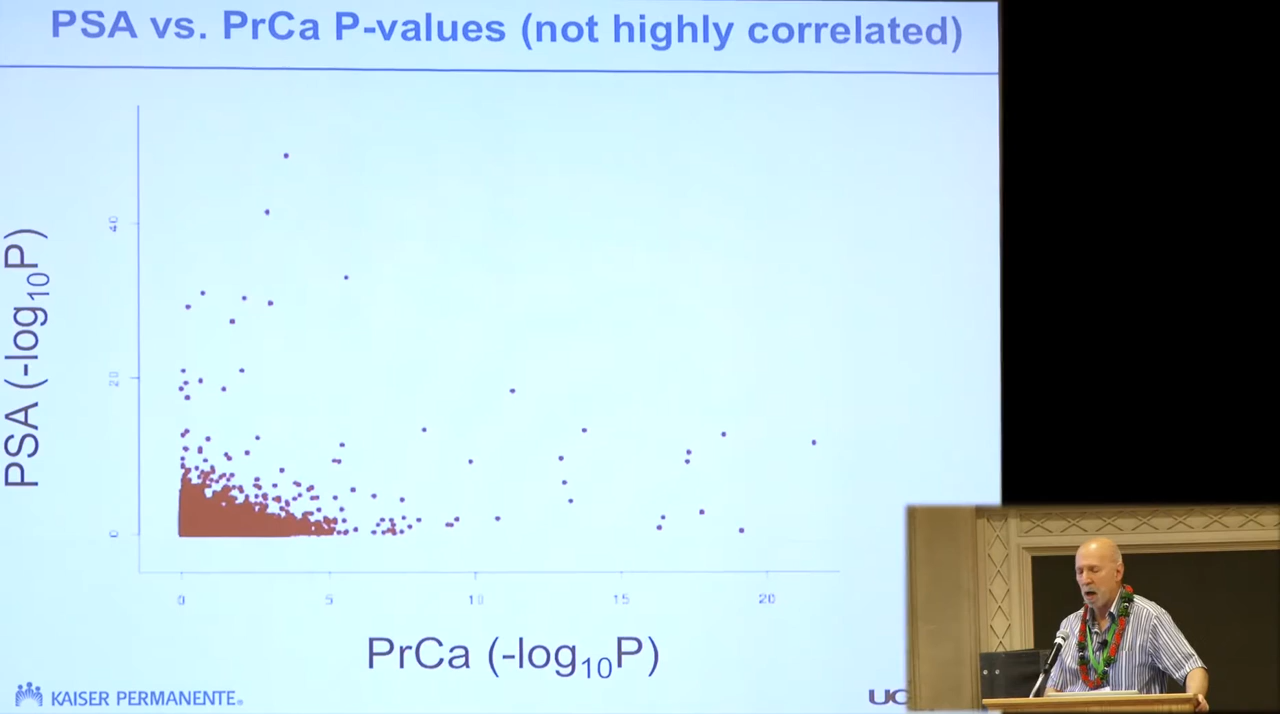 PSA vs. PrCa P-values (not highly correlated)
PSA (-log₁₀P)
40
20
0
0 5 10 15 20
PrCa (-log₁₀P)
KAISER PERMANENTE®
UC